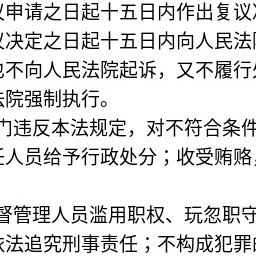 义申请之日起十五日内作出复议
义决定之日起十五日内向人民法
也不向人民法院起诉，又不履行
法院强制执行。
门违反本法规定，对不符合条件
任人员给予行政处分；收受贿赂，
督管理人员滥用职权、玩忽职守
依法追究刑事责任；不构成犯罪的